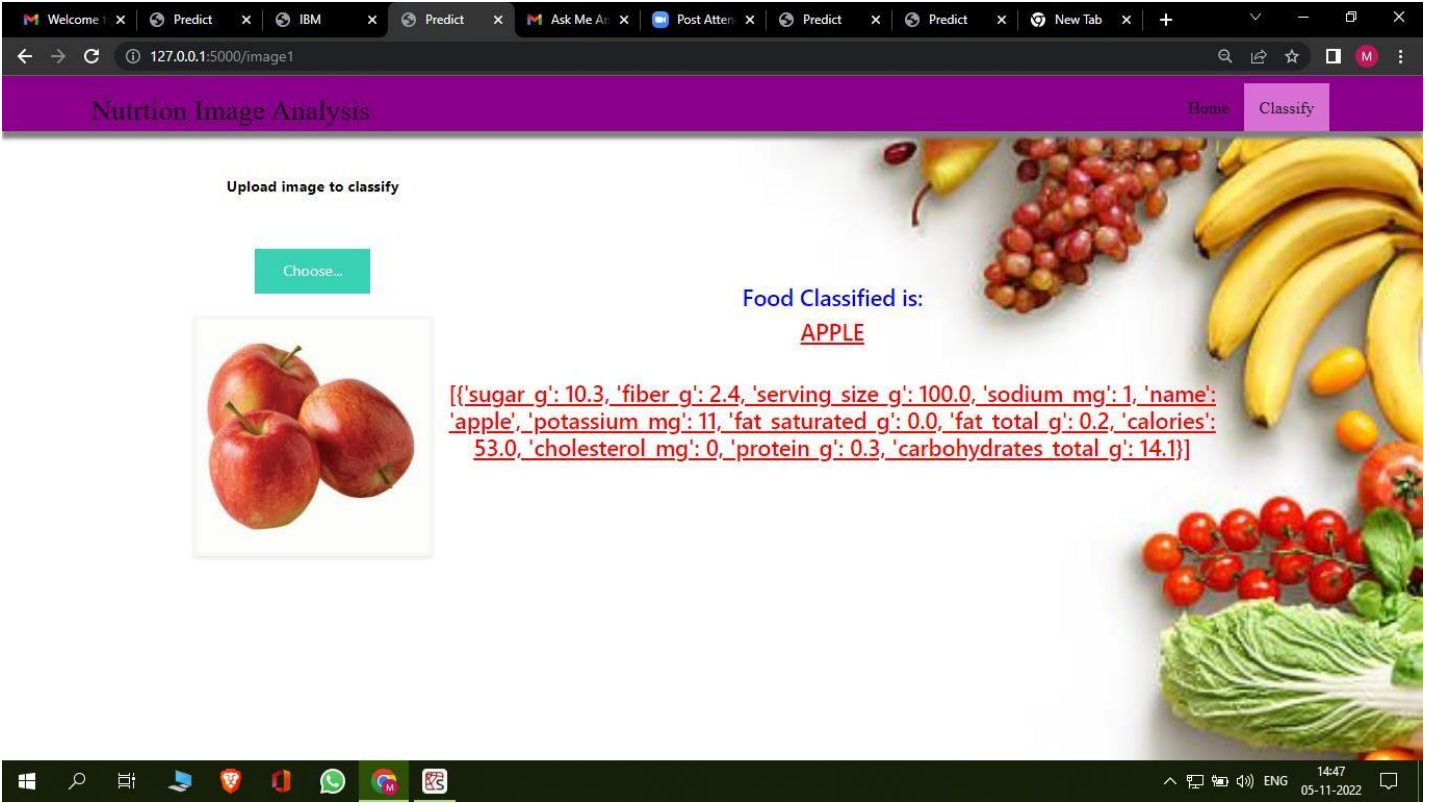 Welcome t
Predict
IBM
Predict
Ask Me An
Post Atten
Predict
Predict
New Tab
127.0.0.1:5000/image1
M
Nutrtion Image Analysis
Home
Classify
Upload image to classify
Choose...
Food Classified is:
APPLE
[{'sugar_g': 10.3, 'fiber_g': 2.4, 'serving_size_g': 100.0, 'sodium_mg': 1, 'name':
'apple', 'potassium_mg': 11, 'fat_saturated_g': 0.0, 'fat_total_g': 0.2, 'calories':
53.0, 'cholesterol_mg': 0, 'protein_g': 0.3, 'carbohydrates_total_g': 14.1}]
ENG
14:47
05-11-2022